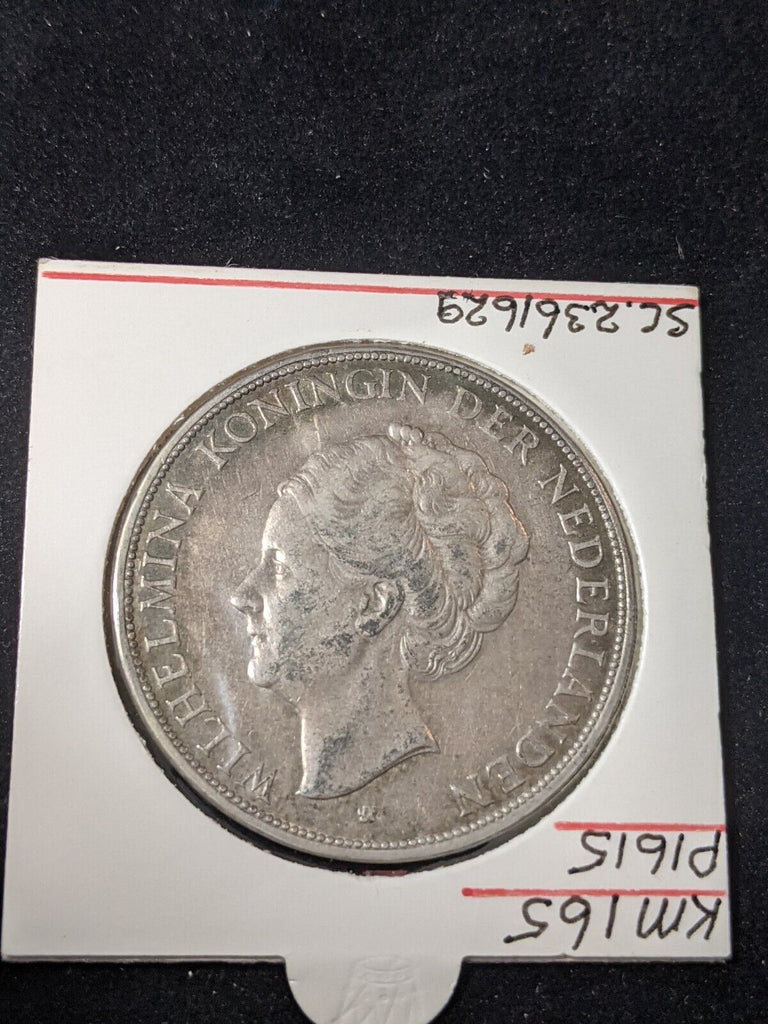 SC.2361629
WILHELMINA KONINGIN DER NEDERLANDEN
P1615
KM165